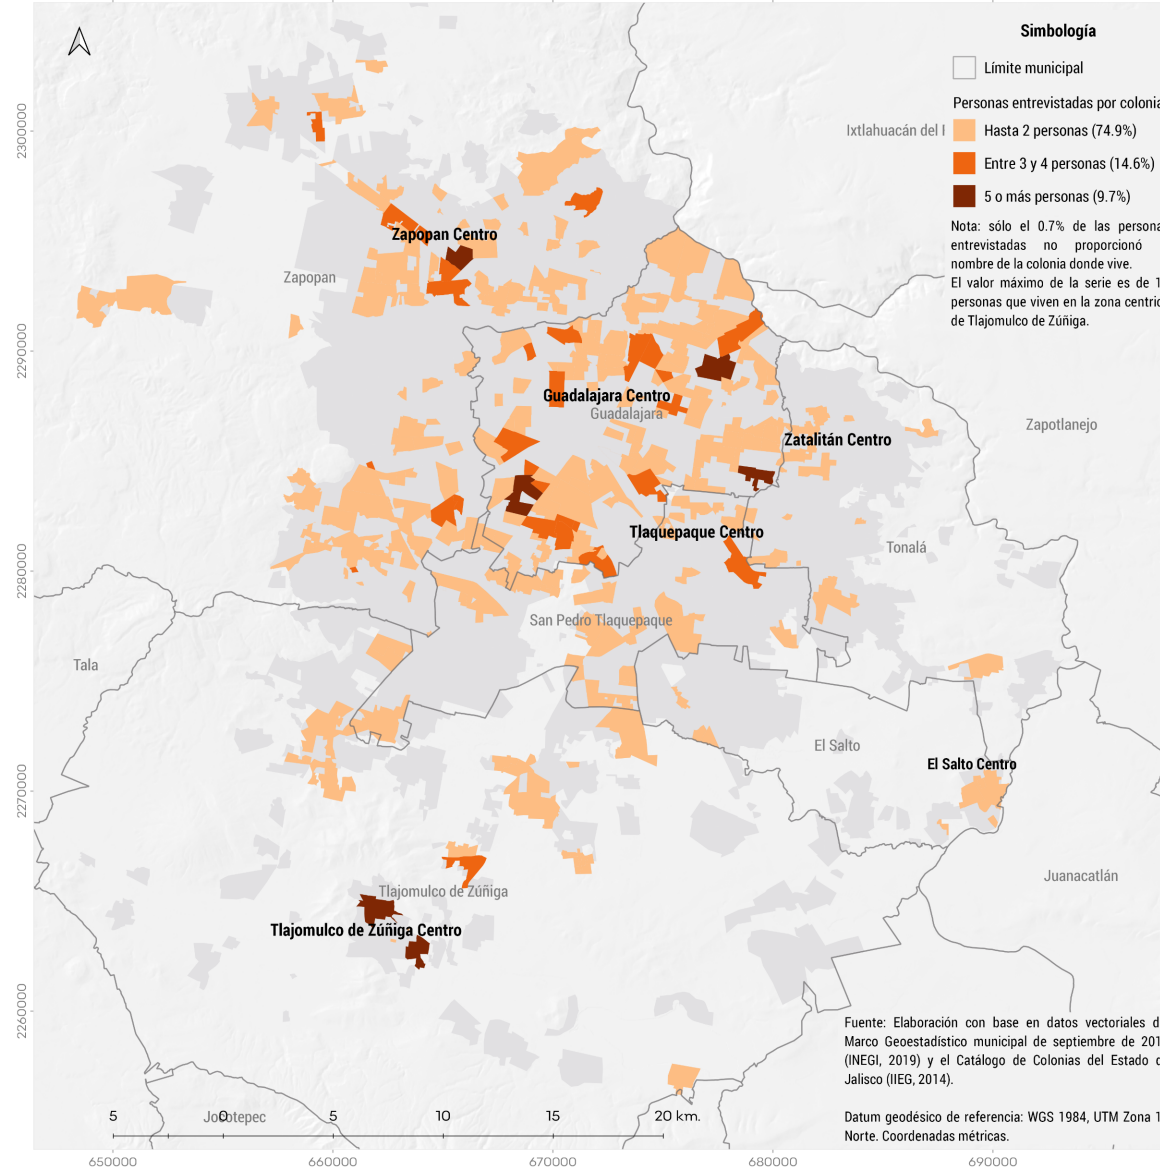 Simbología
Límite municipal
Personas entrevistadas por colonia
Hasta 2 personas (74.9%)
Entre 3 y 4 personas (14.6%)
5 o más personas (9.7%)
Nota: sólo el 0.7% de las persona
entrevistadas no proporcionó
nombre de la colonia donde vive.
El valor máximo de la serie es de 1
personas que viven en la zona centric
de Tlajomulco de Zúñiga.
Ixtlahuacán del
Zapopan Centro
Zapopan
Guadalajara Centro
Guadalajara
Zapotlanejo
Zatalitán Centro
Tlaquepaque Centro
Tonalá
San Pedro Tlaquepaque
Tala
El Salto
El Salto Centro
Juanacatlán
Tlajomulco de Zúñiga
Tlajomulco de Zúñiga Centro
Jocotepec
Fuente: Elaboración con base en datos vectoriales d
Marco Geoestadístico municipal de septiembre de 201
(INEGI, 2019) y el Catálogo de Colonias del Estado d
Jalisco (IIEG, 2014).
Datum geodésico de referencia: WGS 1984, UTM Zona 1
Norte. Coordenadas métricas.
5 0 5 10 15 20 km.
2300000
2290000
2280000
2270000
2260000
650000 660000 670000 680000 690000